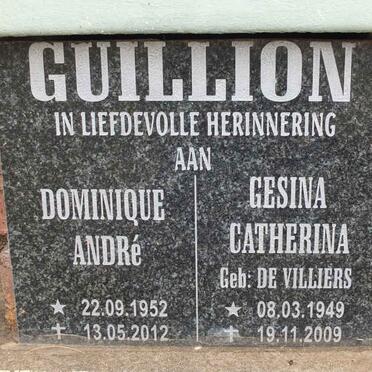 GUILLION
IN LIEFDEVOLLE HERINNERING
AAN
DOMINIQUE
ANDRé
★ 22.09.1952
✝ 13.05.2012
GESINA
CATHERINA
Geb: DE VILLIERS
★ 08.03.1949
✝ 19.11.2009